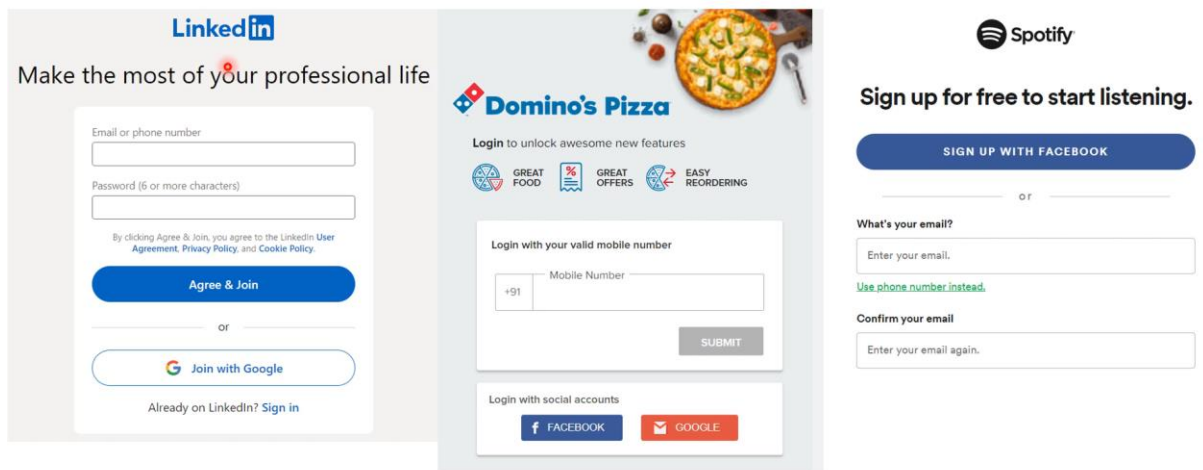 Linked in
Make the most of your professional life
Email or phone number
Password (6 or more characters)
By clicking Agree & Join, you agree to the LinkedIn User
Agreement, Privacy Policy, and Cookie Policy.
Agree & Join
or
G Join with Google
Already on LinkedIn? Sign in
Domino's Pizza
Login to unlock awesome new features
GREAT
FOOD
%
GREAT
OFFERS
EASY
REORDERING
Login with your valid mobile number
Mobile Number
+91
SUBMIT
Login with social accounts
f FACEBOOK
GOOGLE
Spotify
Sign up for free to start listening.
SIGN UP WITH FACEBOOK
or
What's your email?
Enter your email.
Use phone number instead.
Confirm your email
Enter your email again.